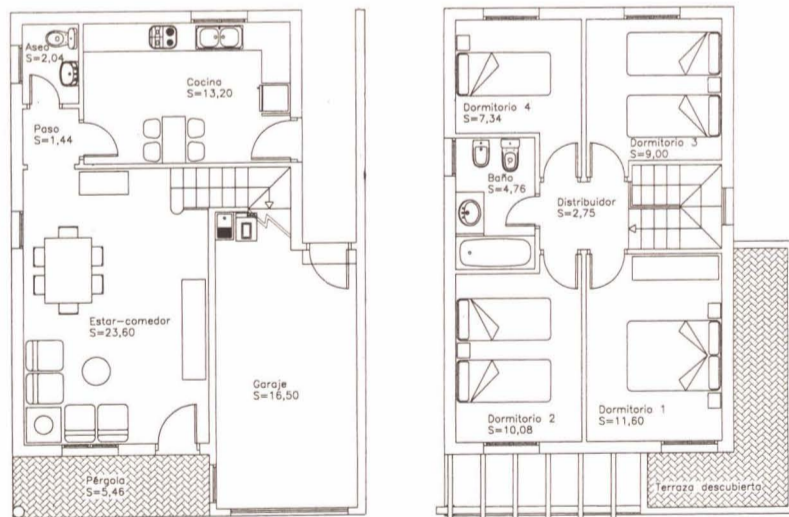 Aseo
S=2,04
Cocina
S=13,20
Paso
S=1,44
Estar-comedor
S=23,60
Garaje
S=16,50
Pérgola
S=5,46
Dormitorio 4
S=7,34
Dormitorio 3
S=9,00
Baño
S=4,76
Distribuidor
S=2,75
Dormitorio 2
S=10,08
Dormitorio 1
S=11,60
Terraza descubierta